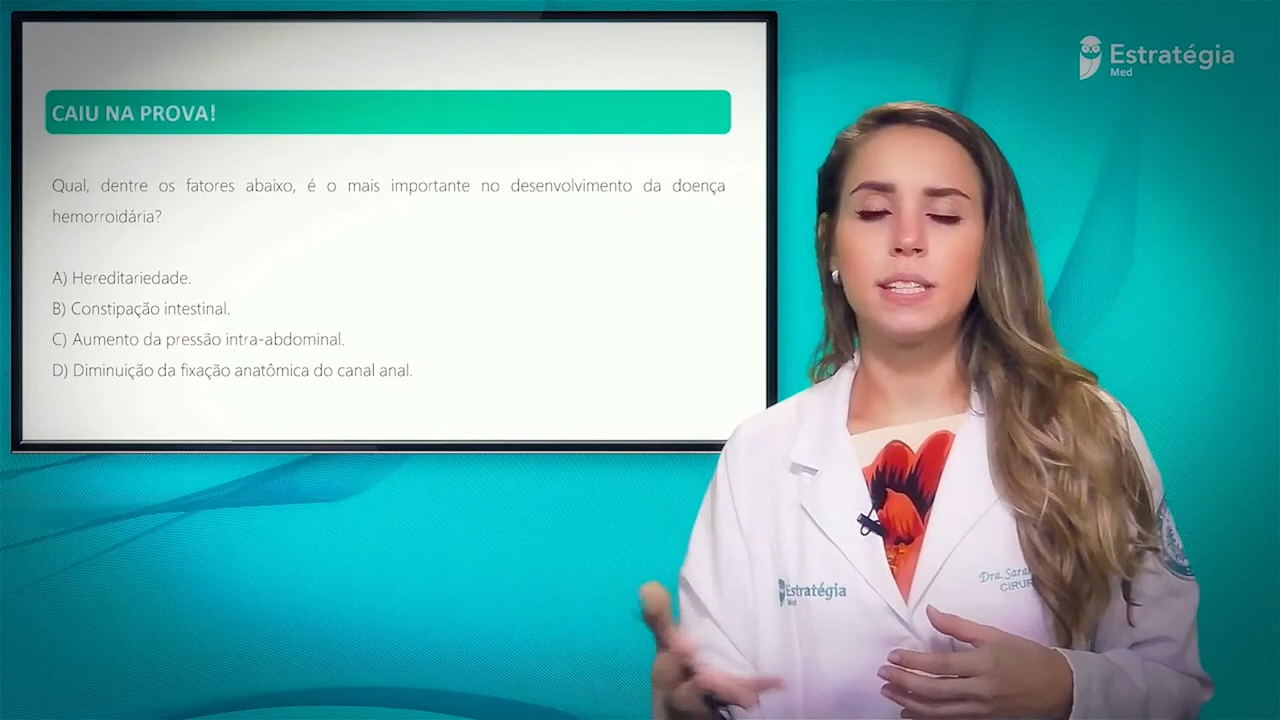 Estratégia
Med
CAIU NA PROVA!
Qual, dentre os fatores abaixo, é o mais importante no desenvolvimento da doença
hemorroidária?
A) Hereditariedade.
B) Constipação intestinal.
C) Aumento da pressão intra-abdominal.
D) Diminuição da fixação anatômica do canal anal.
Estratégia
Med
Dra.